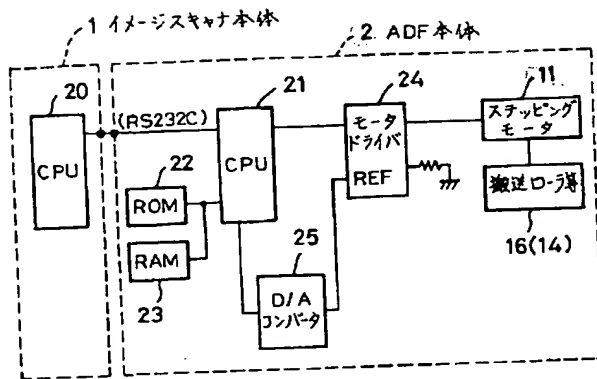 1 イメージスキャナ本体
2 ADF本体
20
CPU
(RS232C)
21
CPU
22
ROM
RAM
23
24
モータ
ドライバ
REF
25
D/A
コンバータ
11
ステッピング
モータ
搬送ローラ等
16(14)